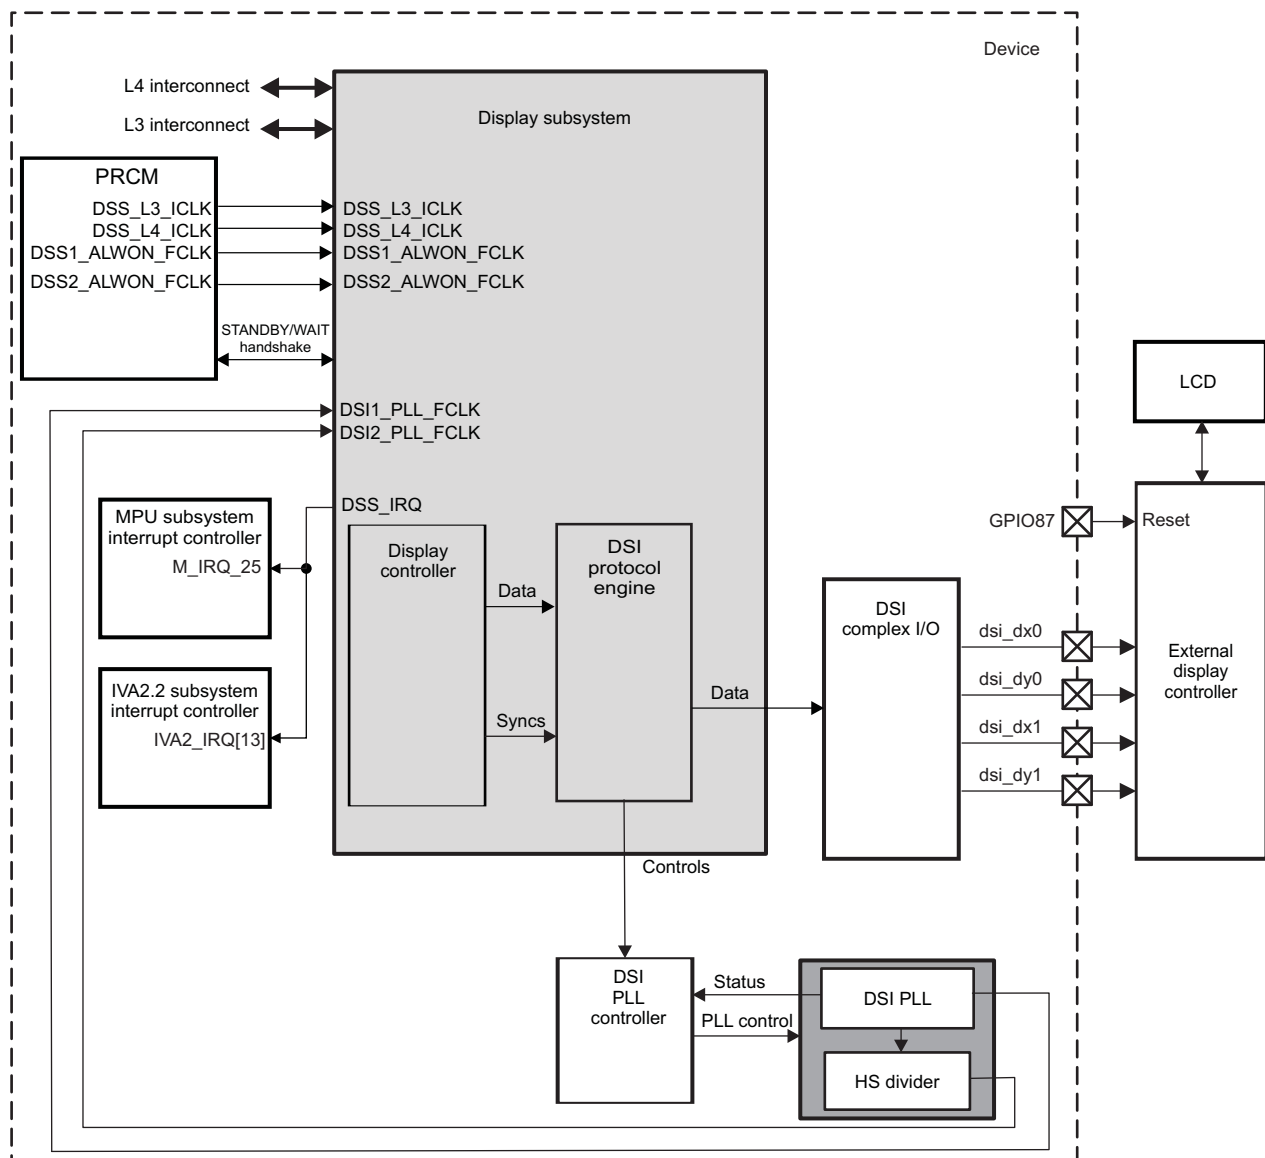 Device
L4 interconnect
L3 interconnect
Display subsystem
PRCM
DSS_L3_ICLK
DSS_L4_ICLK
DSS1_ALWON_FCLK
DSS2_ALWON_FCLK
DSS_L3_ICLK
DSS_L4_ICLK
DSS1_ALWON_FCLK
DSS2_ALWON_FCLK
STANDBY/WAIT
handshake
DSI1_PLL_FCLK
DSI2_PLL_FCLK
LCD
DSS_IRQ
MPU subsystem
interrupt controller
M_IRQ_25
IVA2.2 subsystem
interrupt controller
IVA2_IRQ[13]
Display
controller
Data
Syncs
DSI
protocol
engine
Data
DSI
complex I/O
GPIO87
Reset
dsi_dx0
dsi_dy0
dsi_dx1
dsi_dy1
External
display
controller
Controls
DSI
PLL
controller
Status
PLL control
DSI PLL
HS divider